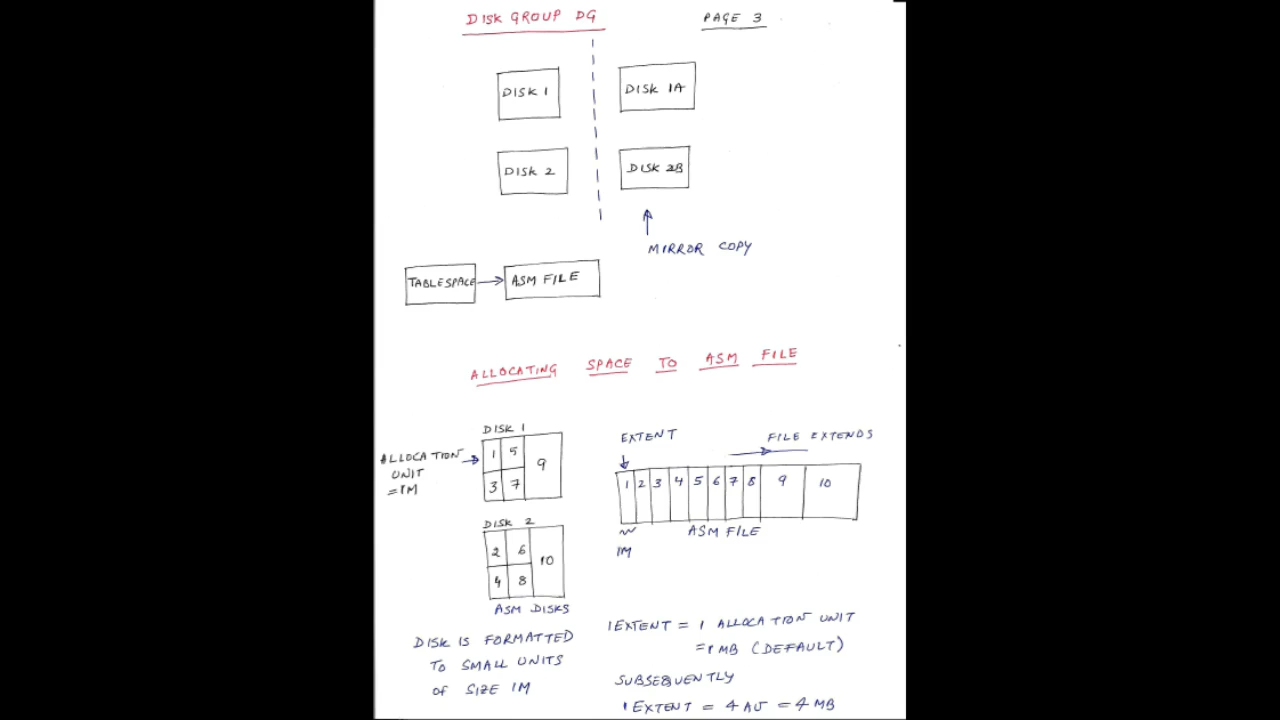 DISK GROUP DG
PAGE 3
DISK 1
DISK 1A
DISK 2
DISK 2B
MIRROR COPY
TABLESPACE
ASM FILE
ALLOCATING SPACE TO ASM FILE
DISK 1
ALLOCATION
UNIT
=1M
1 5
9
3 7
DISK 2
2 6
10
4 8
ASM DISKS
DISK IS FORMATTED
TO SMALL UNITS
OF SIZE 1M
EXTENT
FILE EXTENDS
1 2 3 4 5 6 7 8 9 10
ASM FILE
1M
1 EXTENT = 1 ALLOCATION UNIT
=1 MB (DEFAULT)
SUBSEQUENTLY
1 EXTENT = 4 AU = 4 MB